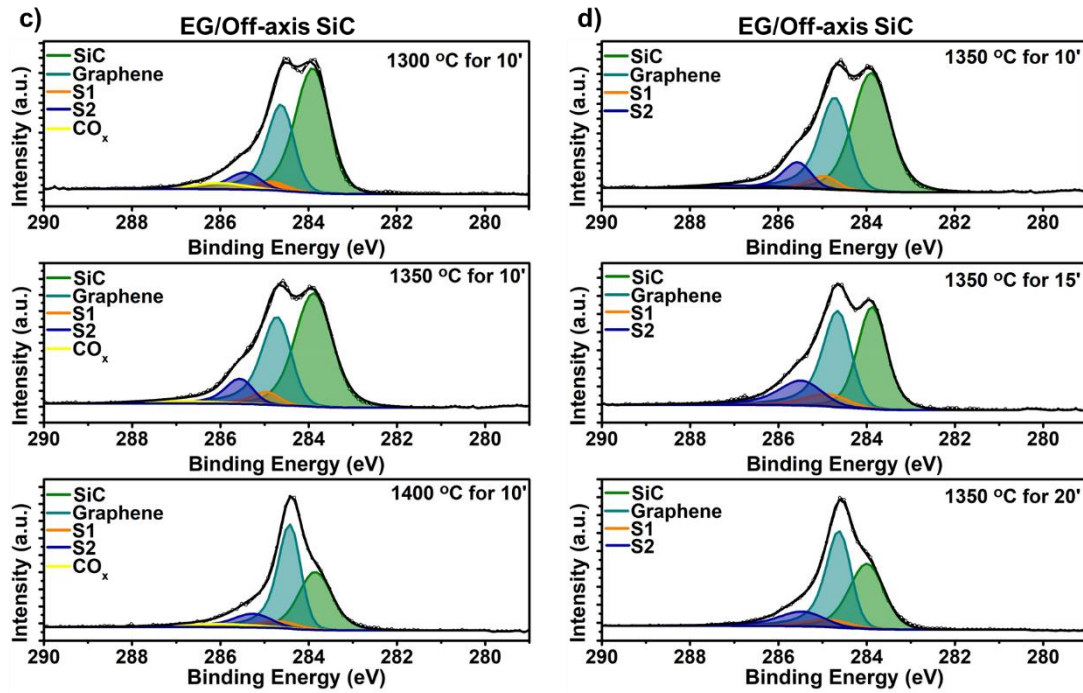 c)
EG/Off-axis SiC
1300 °C for 10'
SiC
Graphene
S1
S2
COx
Intensity (a.u.)
290 288 286 284 282 280
Binding Energy (eV)
1350 °C for 10'
SiC
Graphene
S1
S2
COx
Intensity (a.u.)
290 288 286 284 282 280
Binding Energy (eV)
1400 °C for 10'
SiC
Graphene
S1
S2
COx
Intensity (a.u.)
290 288 286 284 282 280
Binding Energy (eV)
d)
EG/Off-axis SiC
1350 °C for 10'
SiC
Graphene
S1
S2
Intensity (a.u.)
290 288 286 284 282 280
Binding Energy (eV)
1350 °C for 15'
SiC
Graphene
S1
S2
Intensity (a.u.)
290 288 286 284 282 280
Binding Energy (eV)
1350 °C for 20'
SiC
Graphene
S1
S2
Intensity (a.u.)
290 288 286 284 282 280
Binding Energy (eV)